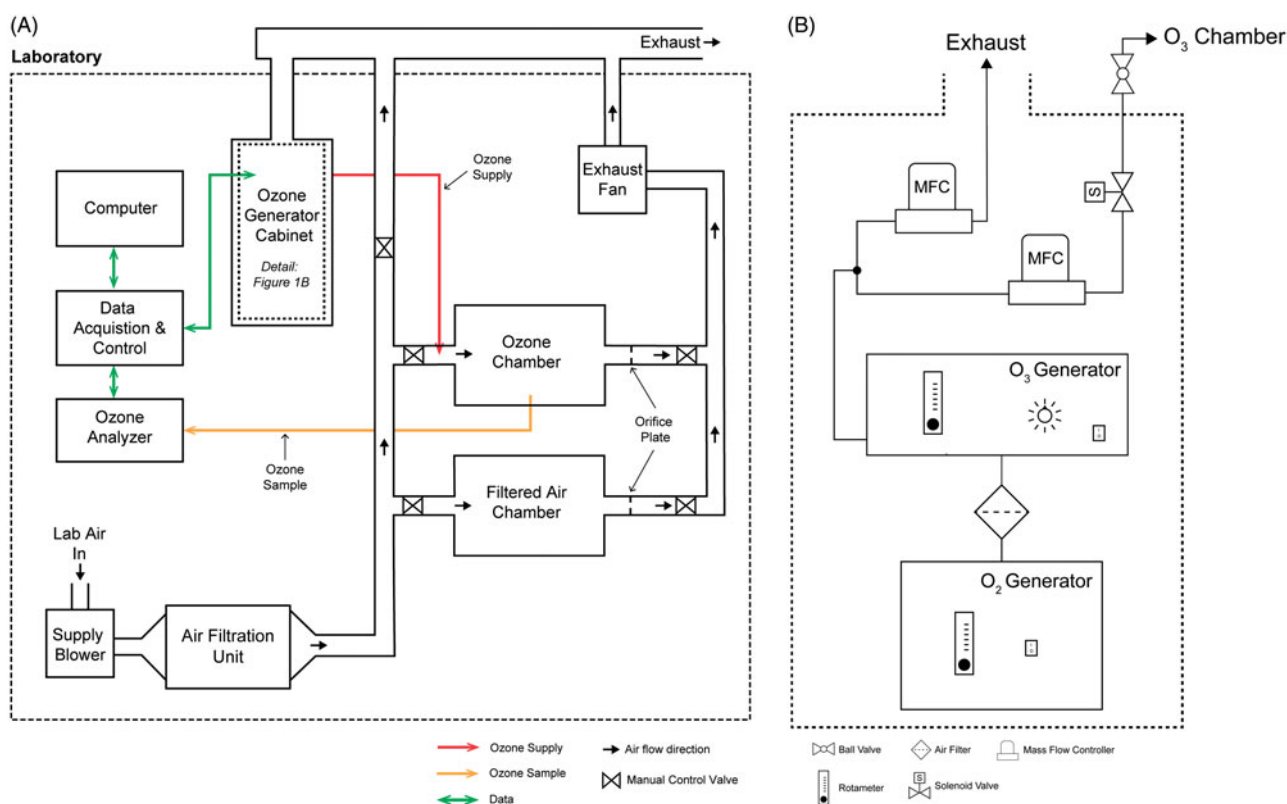 (A)
Exhaust
Laboratory
Computer
Data
Acquistion &
Control
Ozone
Analyzer
Ozone
Generator
Cabinet
Detail:
Figure 1B
Ozone
Supply
Exhaust
Fan
Ozone
Chamber
Orifice
Plate
Ozone
Sample
Filtered Air
Chamber
Lab Air
In
Supply
Blower
Air Filtration
Unit
Ozone Supply
Ozone Sample
Data
Air flow direction
Manual Control Valve
(B)
Exhaust
O3 Chamber
MFC
S
MFC
O3 Generator
O2 Generator
Ball Valve
Air Filter
Mass Flow Controller
Rotameter
S
Solenoid Valve